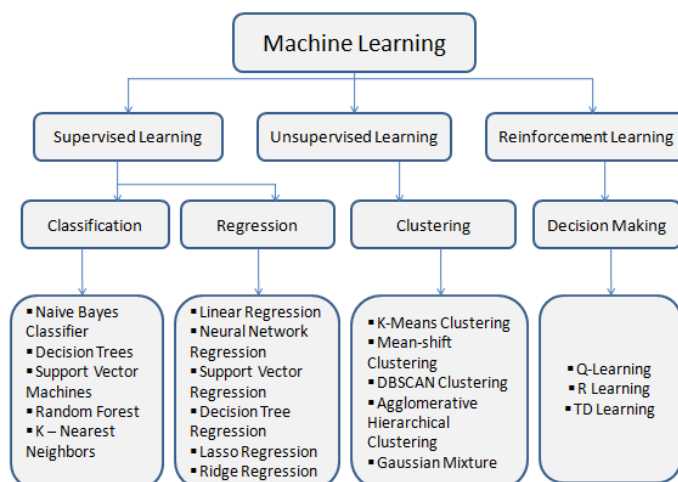 Machine Learning
Supervised Learning
Unsupervised Learning
Reinforcement Learning
Classification
Regression
Clustering
Decision Making
▪ Naive Bayes
Classifier
▪ Decision Trees
▪ Support Vector
Machines
▪ Random Forest
▪ K – Nearest
Neighbors
▪ Linear Regression
▪ Neural Network
Regression
▪ Support Vector
Regression
▪ Decision Tree
Regression
▪ Lasso Regression
▪ Ridge Regression
▪ K-Means Clustering
▪ Mean-shift
Clustering
▪ DBSCAN Clustering
▪ Agglomerative
Hierarchical
Clustering
▪ Gaussian Mixture
▪ Q-Learning
▪ R Learning
▪ TD Learning